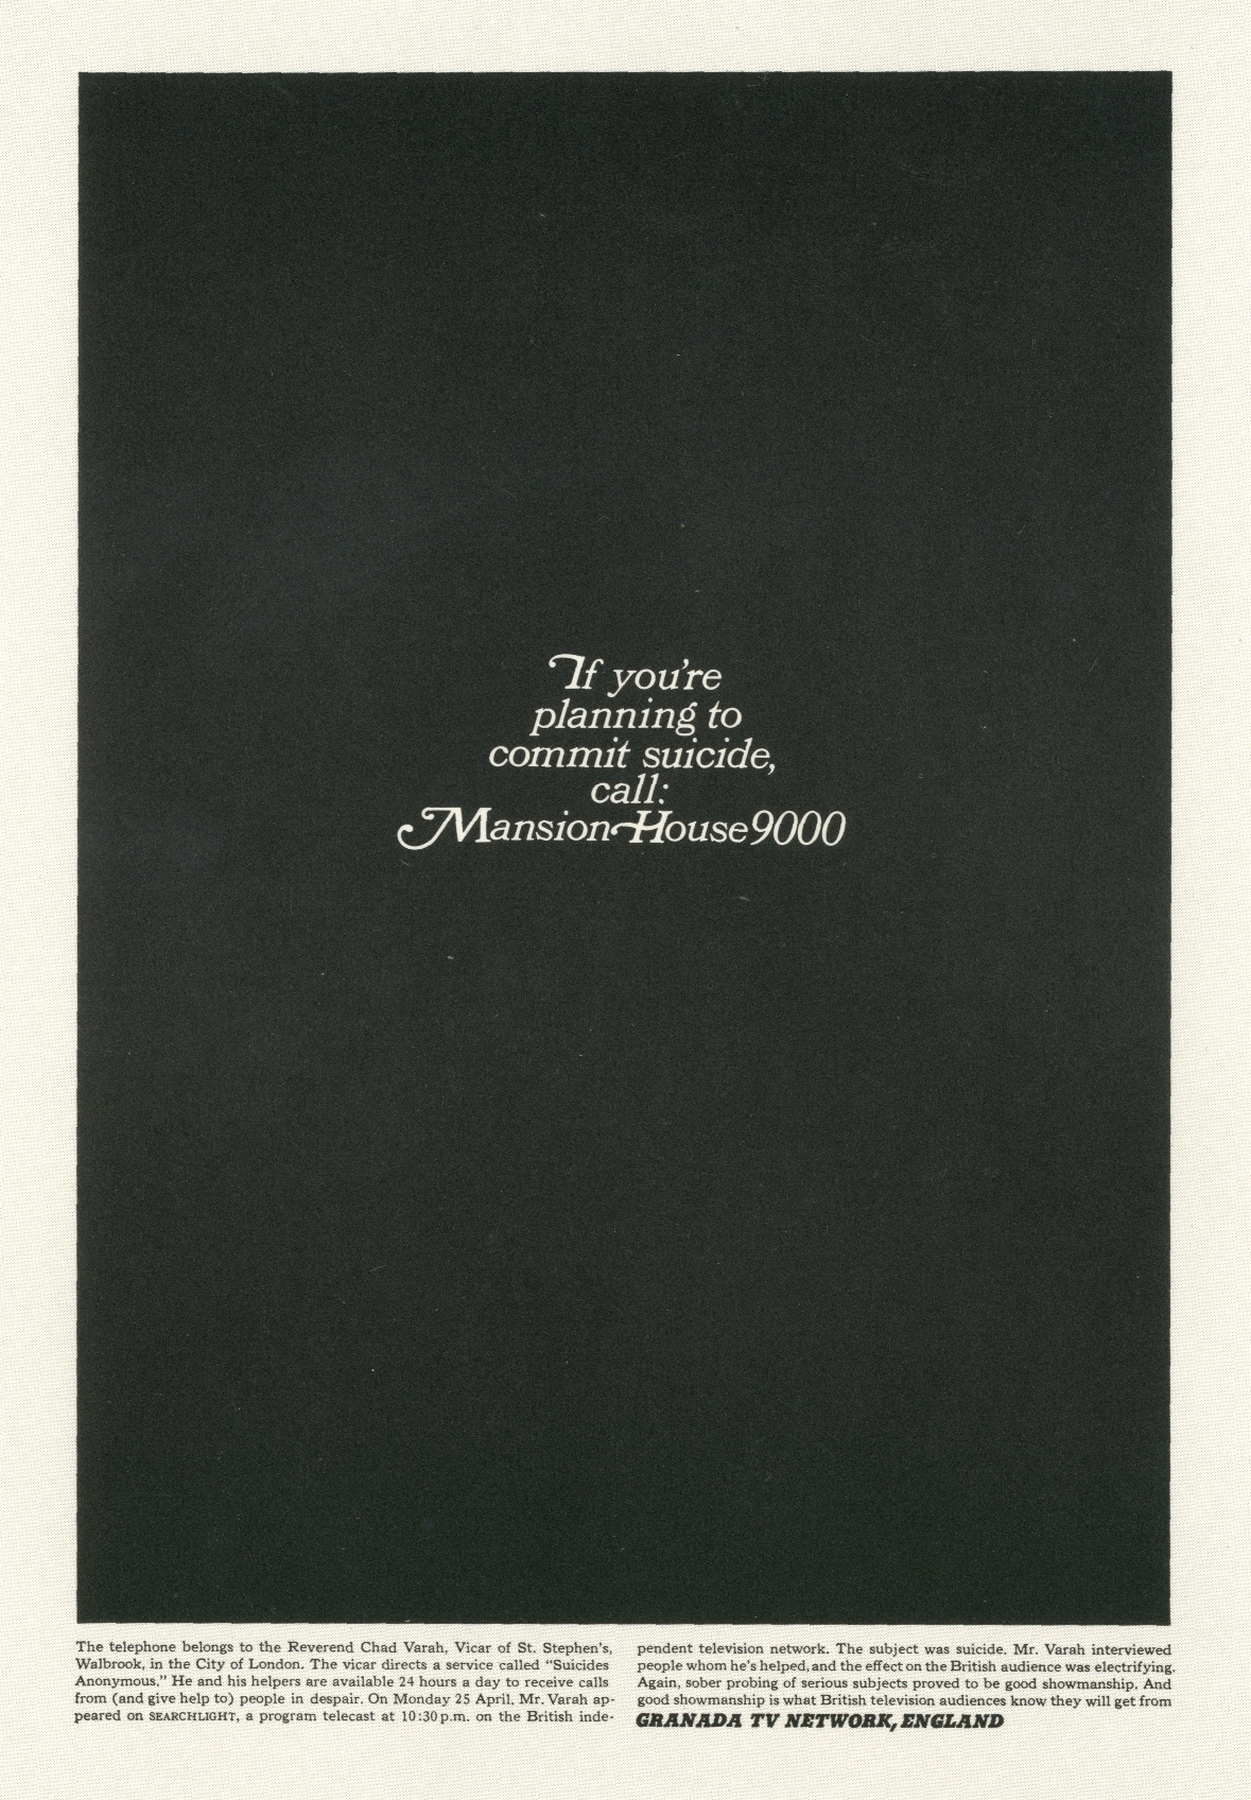 If you're
planning to
commit suicide,
call:
Mansion House 9000
The telephone belongs to the Reverend Chad Varah, Vicar of St. Stephen's,
Walbrook, in the City of London. The vicar directs a service called "Suicides
Anonymous." He and his helpers are available 24 hours a day to receive calls
from (and give help to) people in despair. On Monday 25 April, Mr. Varah ap-
peared on SEARCHLIGHT, a program telecast at 10:30 p.m. on the British inde-
pendent television network. The subject was suicide. Mr. Varah interviewed
people whom he's helped, and the effect on the British audience was electrifying.
Again, sober probing of serious subjects proved to be good showmanship. And
good showmanship is what British television audiences know they will get from
GRANADA TV NETWORK, ENGLAND